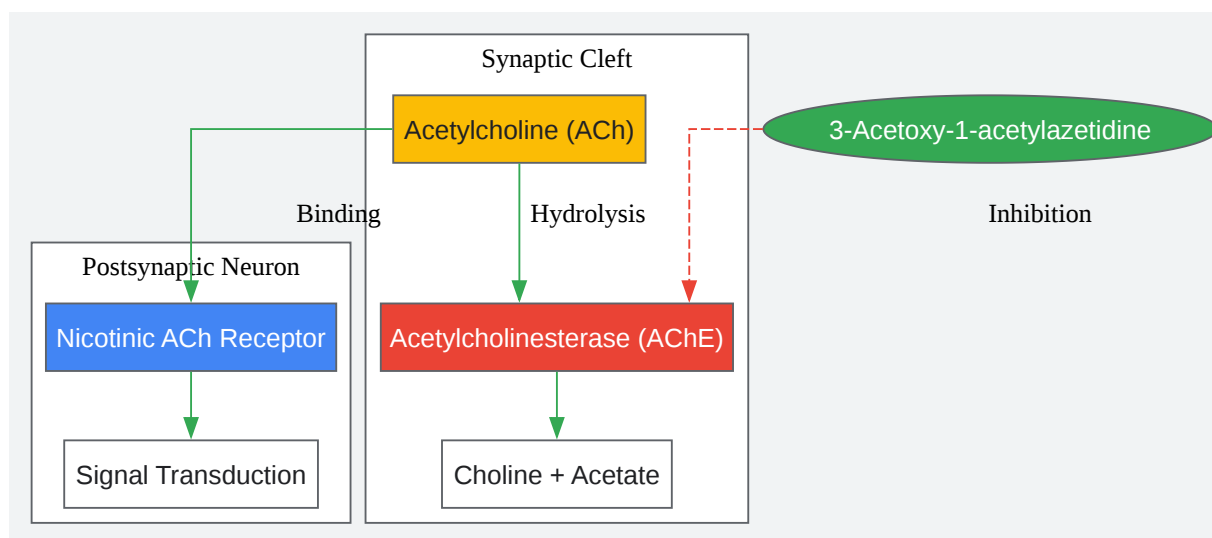 Synaptic Cleft
Acetylcholine (ACh)
3-Acetoxy-1-acetylazetidine
Binding
Hydrolysis
Inhibition
Postsynaptic Neuron
Nicotinic ACh Receptor
Acetylcholinesterase (AChE)
Signal Transduction
Choline + Acetate